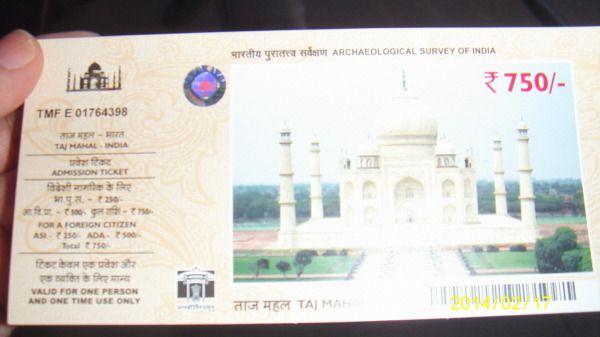 भारतीय पुरातत्त्व सर्वेक्षण ARCHAEOLOGICAL SURVEY OF INDIA
₹ 750/-
TMF E 01764398
ताज महल – भारत
TAJ MAHAL - INDIA
प्रवेश टिकट
ADMISSION TICKET
विदेशी नागरिक के लिए
भा.पु.स. – ₹ 250/-
आ.वि.प्रा. – ₹ 500/- कुल राशि – ₹ 750/-
FOR A FOREIGN CITIZEN
ASI - ₹ 250/- ADA - ₹ 500/-
Total ₹ 750/-
टिकट केवल एक प्रवेश और
एक व्यक्ति के लिए मान्य
VALID FOR ONE PERSON
AND ONE TIME USE ONLY
ताज महल TAJ MAHA
2014/02/17